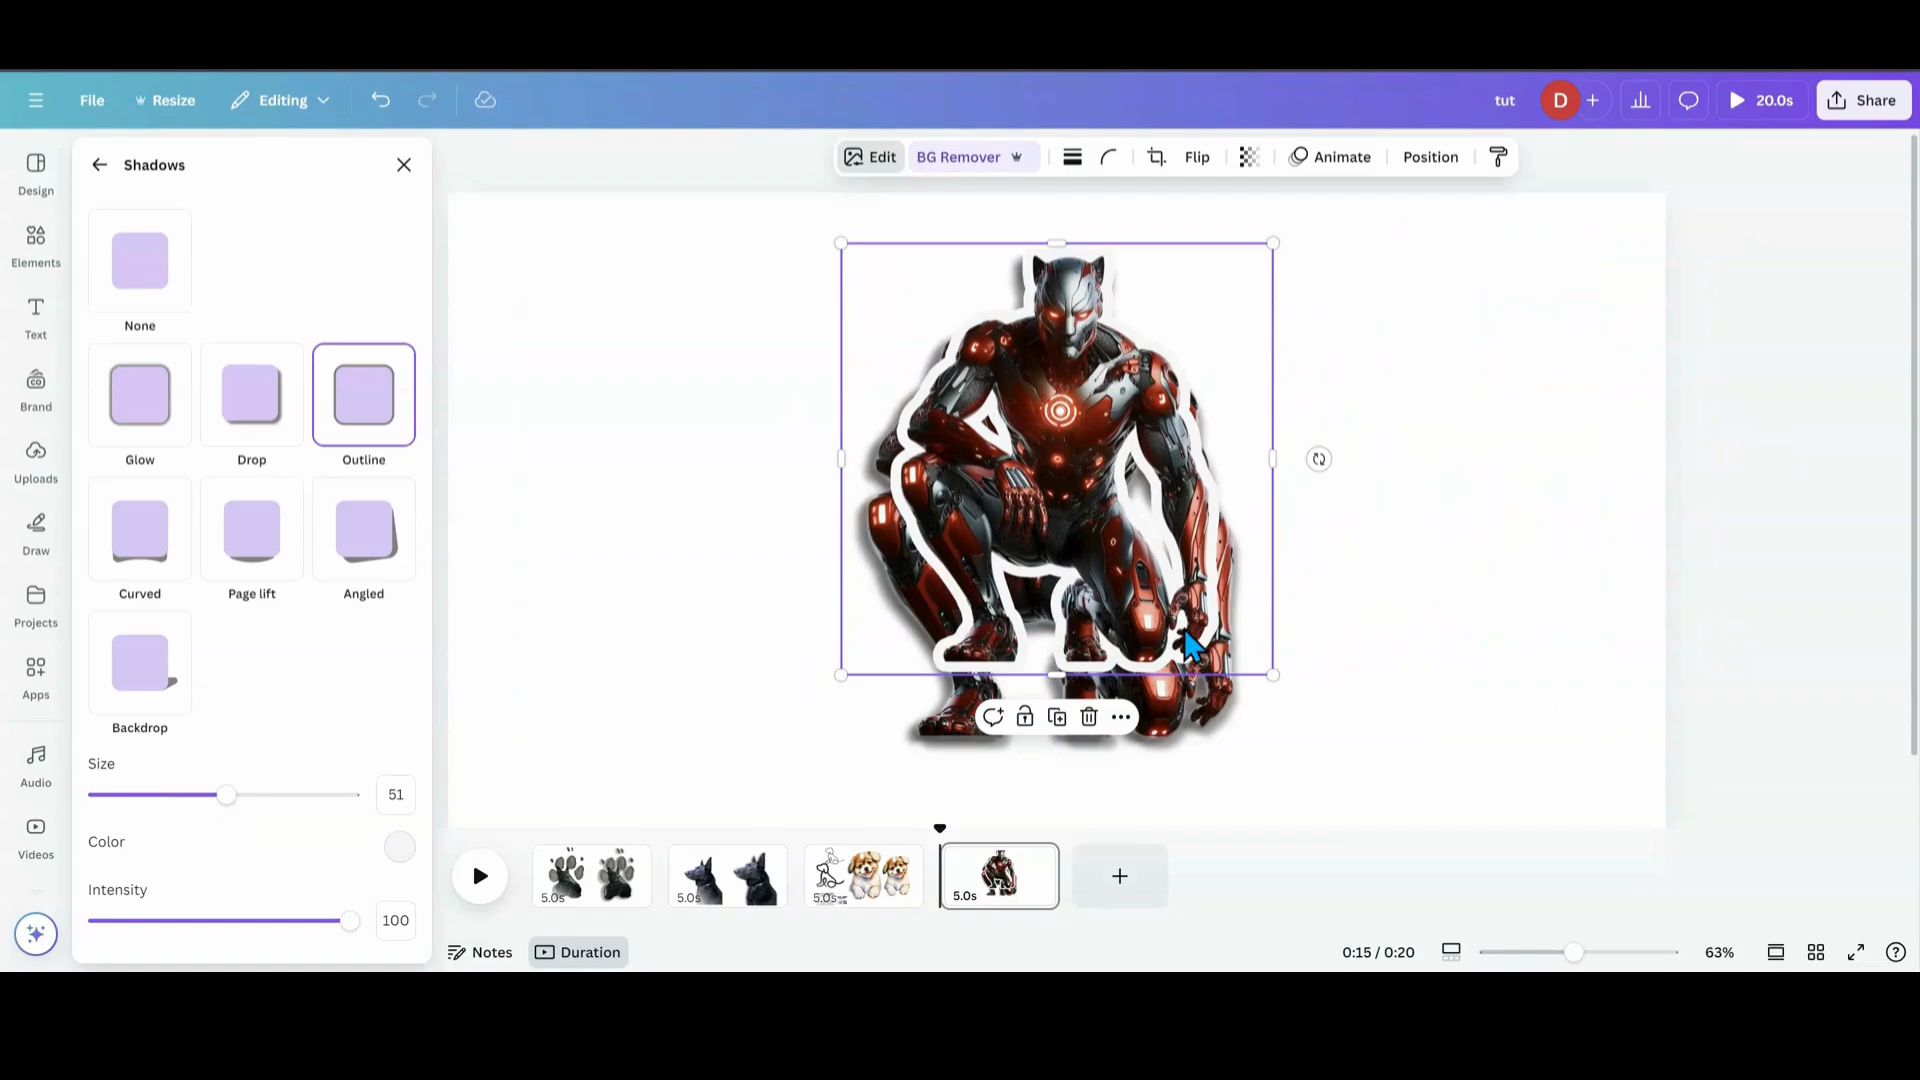 File
Resize
Editing
tut
D
20.0s
Share
Design
Elements
Text
Brand
Uploads
Draw
Projects
Apps
Audio
Videos
Shadows
None
Glow
Drop
Outline
Curved
Page lift
Angled
Backdrop
Size
51
Color
Intensity
100
Edit
BG Remover
Flip
Animate
Position
5.0s
5.0s
5.0s
5.0s
Notes
Duration
0:15 / 0:20
63%